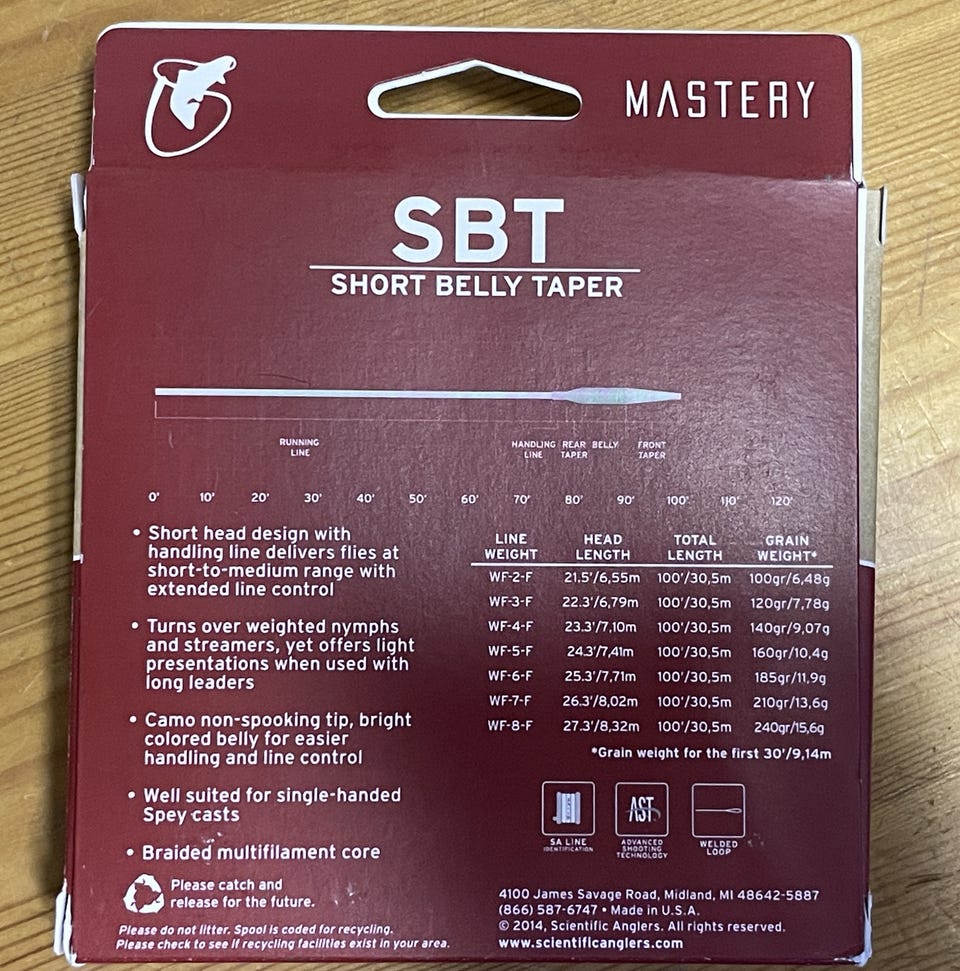 MASTERY
SBT
SHORT BELLY TAPER
RUNNING
LINE
HANDLING
LINE
REAR
TAPER
BELLY
FRONT
TAPER
0' 10' 20' 30' 40' 50' 60' 70' 80' 90' 100' 110' 120'
• Short head design with
handling line delivers flies at
short-to-medium range with
extended line control
• Turns over weighted nymphs
and streamers, yet offers light
presentations when used with
long leaders
• Camo non-spooking tip, bright
colored belly for easier
handling and line control
• Well suited for single-handed
Spey casts
• Braided multifilament core
LINE WEIGHT HEAD LENGTH TOTAL LENGTH GRAIN WEIGHT*
WF-2-F 21.5'/6,55m 100'/30,5m 100gr/6,48g
WF-3-F 22.3'/6,79m 100'/30,5m 120gr/7,78g
WF-4-F 23.3'/7,10m 100'/30,5m 140gr/9,07g
WF-5-F 24.3'/7,41m 100'/30,5m 160gr/10,4g
WF-6-F 25.3'/7,71m 100'/30,5m 185gr/11,9g
WF-7-F 26.3'/8,02m 100'/30,5m 210gr/13,6g
WF-8-F 27.3'/8,32m 100'/30,5m 240gr/15,6g
*Grain weight for the first 30'/9,14m
SA LINE
IDENTIFICATION
AST
ADVANCED
SHOOTING
TECHNOLOGY
WELDED
LOOP
Please catch and
release for the future.
Please do not litter. Spool is coded for recycling.
Please check to see if recycling facilities exist in your area.
4100 James Savage Road, Midland, MI 48642-5887
(866) 587-6747 • Made in U.S.A.
© 2014, Scientific Anglers. All rights reserved.
www.scientificanglers.com